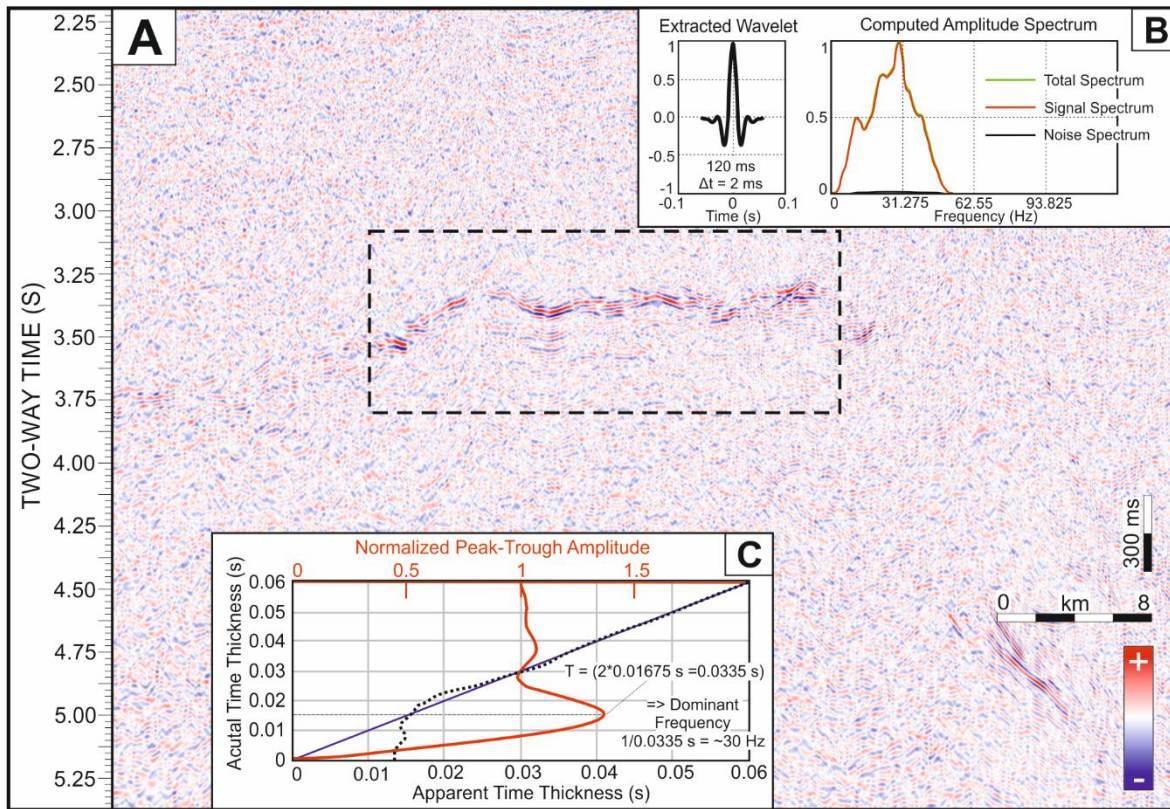 A
TWO-WAY TIME (S)
2.25
2.50
2.75
3.00
3.25
3.50
3.75
4.00
4.25
4.50
4.75
5.00
5.25
B
Extracted Wavelet
1
0.5
0.0
-0.5
-1
120 ms
Δt = 2 ms
-0.1 0 0.1
Time (s)
Computed Amplitude Spectrum
1
0.5
0
Total Spectrum
Signal Spectrum
Noise Spectrum
0 31.275 62.55 93.825
Frequency (Hz)
C
Normalized Peak-Trough Amplitude
0 0.5 1 1.5
Acutal Time Thickness (s)
0.06
0.05
0.04
0.03
0.02
0.01
0
T = (2*0.01675 s =0.0335 s)
=> Dominant
Frequency
1/0.0335 s = ~30 Hz
0 0.01 0.02 0.03 0.04 0.05 0.06
Apparent Time Thickness (s)
300 ms
0 km 8
+
-